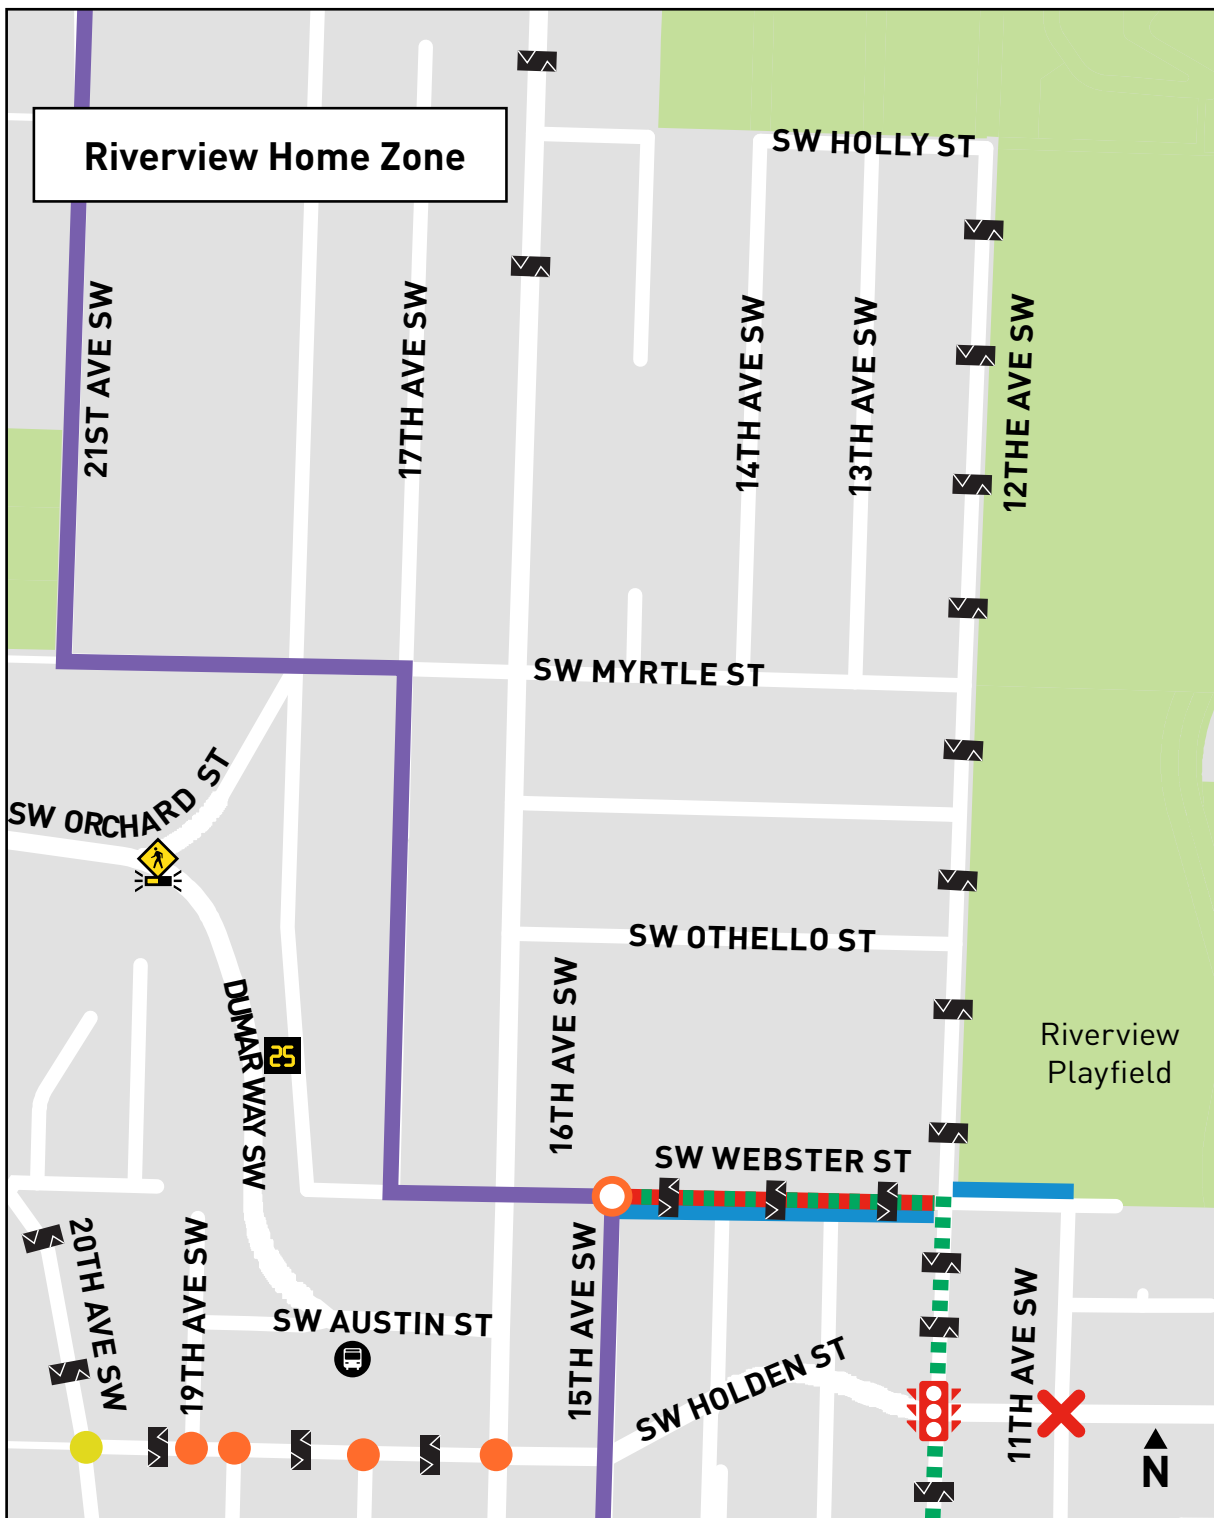 Riverview Home Zone
SW HOLLY ST
21ST AVE SW
17TH AVE SW
14TH AVE SW
13TH AVE SW
12THE AVE SW
SW MYRTLE ST
SW ORCHARD ST
SW OTHELLO ST
DUMAR WAY SW
25
16TH AVE SW
Riverview
Playfield
SW WEBSTER ST
20TH AVE SW
19TH AVE SW
SW AUSTIN ST
15TH AVE SW
SW HOLDEN ST
11TH AVE SW
N